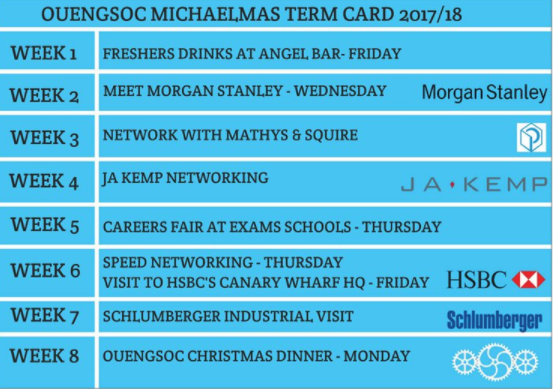 OUENGSOC MICHAELMAS TERM CARD 2017/18
WEEK 1 FRESHERS DRINKS AT ANGEL BAR- FRIDAY
WEEK 2 MEET MORGAN STANLEY - WEDNESDAY Morgan Stanley
WEEK 3 NETWORK WITH MATHYS & SQUIRE
WEEK 4 JA KEMP NETWORKING JA KEMP
WEEK 5 CAREERS FAIR AT EXAMS SCHOOLS - THURSDAY
WEEK 6 SPEED NETWORKING - THURSDAY
VISIT TO HSBC'S CANARY WHARF HQ - FRIDAY HSBC
WEEK 7 SCHLUMBERGER INDUSTRIAL VISIT Schlumberger
WEEK 8 OUENGSOC CHRISTMAS DINNER - MONDAY